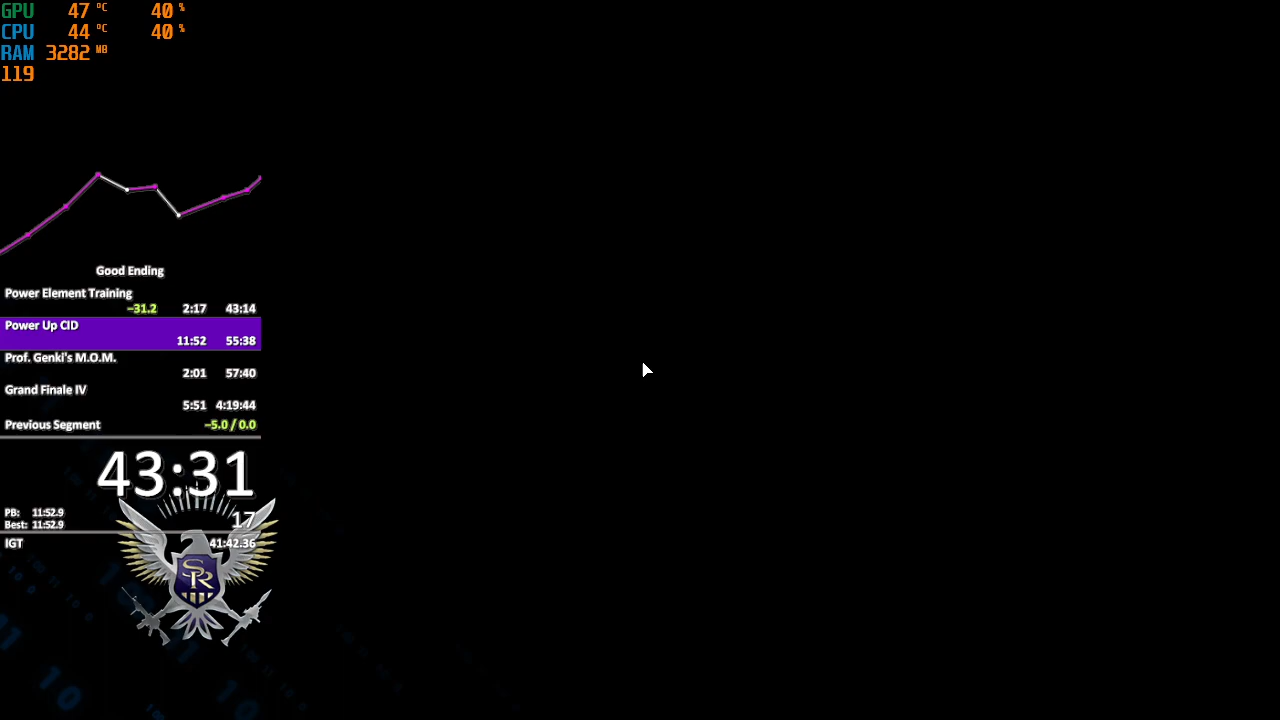 GPU 47 °C 40 %
CPU 44 °C 40 %
RAM 3282 MB
119
Good Ending
Power Element Training
−31.2 2:17 43:14
Power Up CID
11:52 55:38
Prof. Genki's M.O.M.
2:01 57:40
Grand Finale IV
5:51 4:19:44
Previous Segment −5.0 / 0.0
43:31
PB: 11:52.9
17
Best: 11:52.9
IGT 41:42.36
SR
10